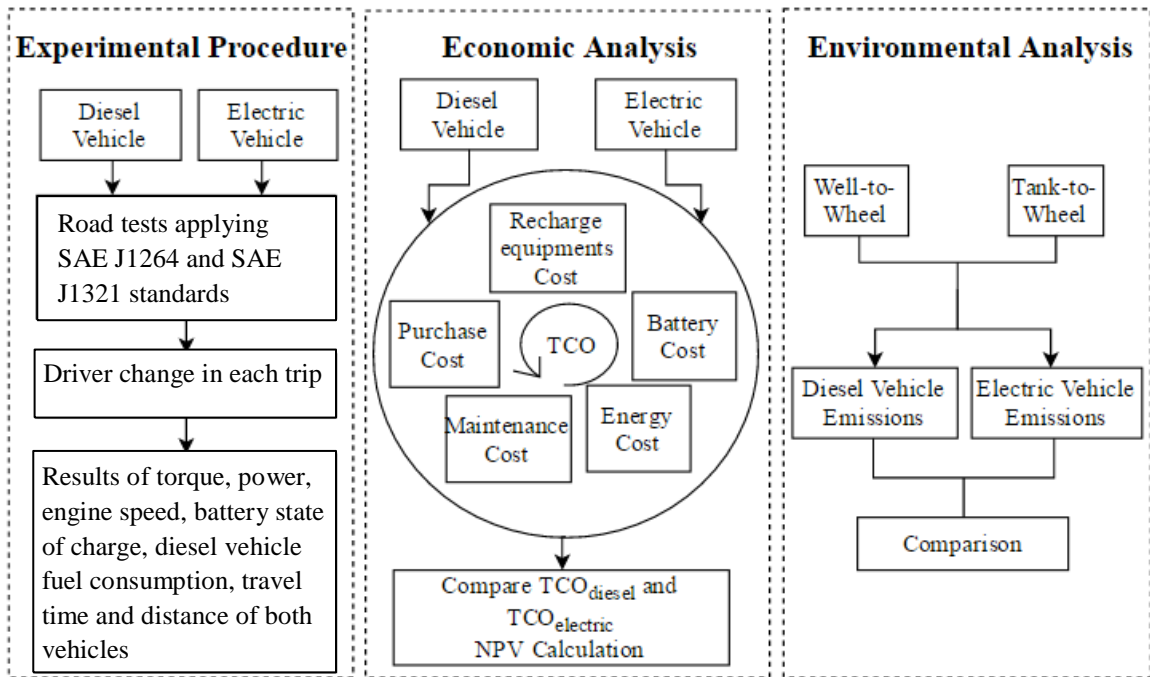 Experimental Procedure
Diesel
Vehicle
Electric
Vehicle
Road tests applying
SAE J1264 and SAE
J1321 standards
Driver change in each trip
Results of torque, power,
engine speed, battery state
of charge, diesel vehicle
fuel consumption, travel
time and distance of both
vehicles
Economic Analysis
Diesel
Vehicle
Electric
Vehicle
Recharge
equipments
Cost
Purchase
Cost
TCO
Battery
Cost
Maintenance
Cost
Energy
Cost
Compare TCOdiesel and
TCOelectric
NPV Calculation
Environmental Analysis
Well-to-
Wheel
Tank-to-
Wheel
Diesel Vehicle
Emissions
Electric Vehicle
Emissions
Comparison